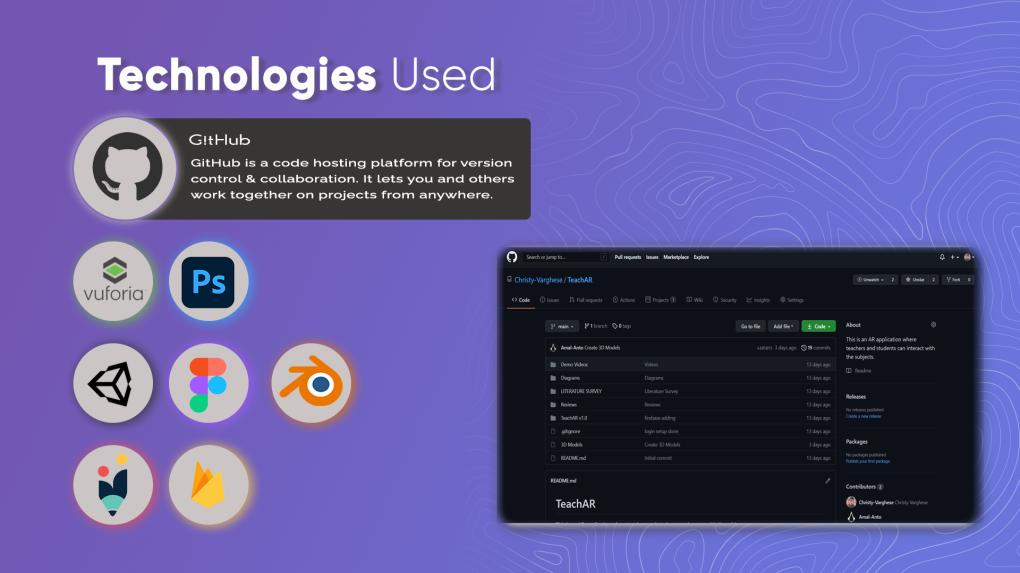 Technologies Used
GitHub
GitHub is a code hosting platform for version
control & collaboration. It lets you and others
work together on projects from anywhere.
vuforia
Ps
Search or jump to...
/
Pull requests Issues Marketplace Explore
Christy-Varghese / TeachAR
Unwatch 2
Unstar 2
Fork 0
Code Issues Pull requests Actions Projects 1 Wiki Security Insights Settings
main
1 branch
0 tags
Go to file
Add file
Code
Amal-Anto Create 3D Models
3 days ago
19 commits
Demo Videos Videos 13 days ago
Diagrams Diagrams 13 days ago
LITERATURE SURVEY Literature Survey 13 days ago
Reviews Reviews 13 days ago
TeachAR v1.0 firebase adding 13 days ago
.gitignore login setup done 13 days ago
3D Models Create 3D Models 3 days ago
README.md Initial commit 13 days ago
README.md
TeachAR
About
This is an AR application where
teachers and students can interact with
the subjects.
Readme
Releases
No releases published
Create a new release
Packages
No packages published
Publish your first package
Contributors 2
Christy-Varghese Christy Varghese
Amal-Anto